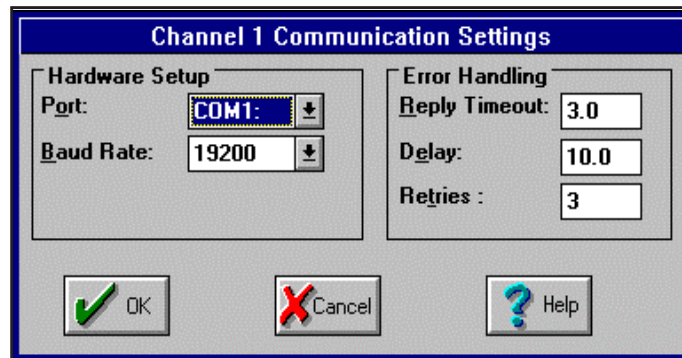 Channel 1 Communication Settings
Hardware Setup
Port: COM1:
Baud Rate: 19200
Error Handling
Reply Timeout: 3.0
Delay: 10.0
Retries : 3
OK Cancel Help